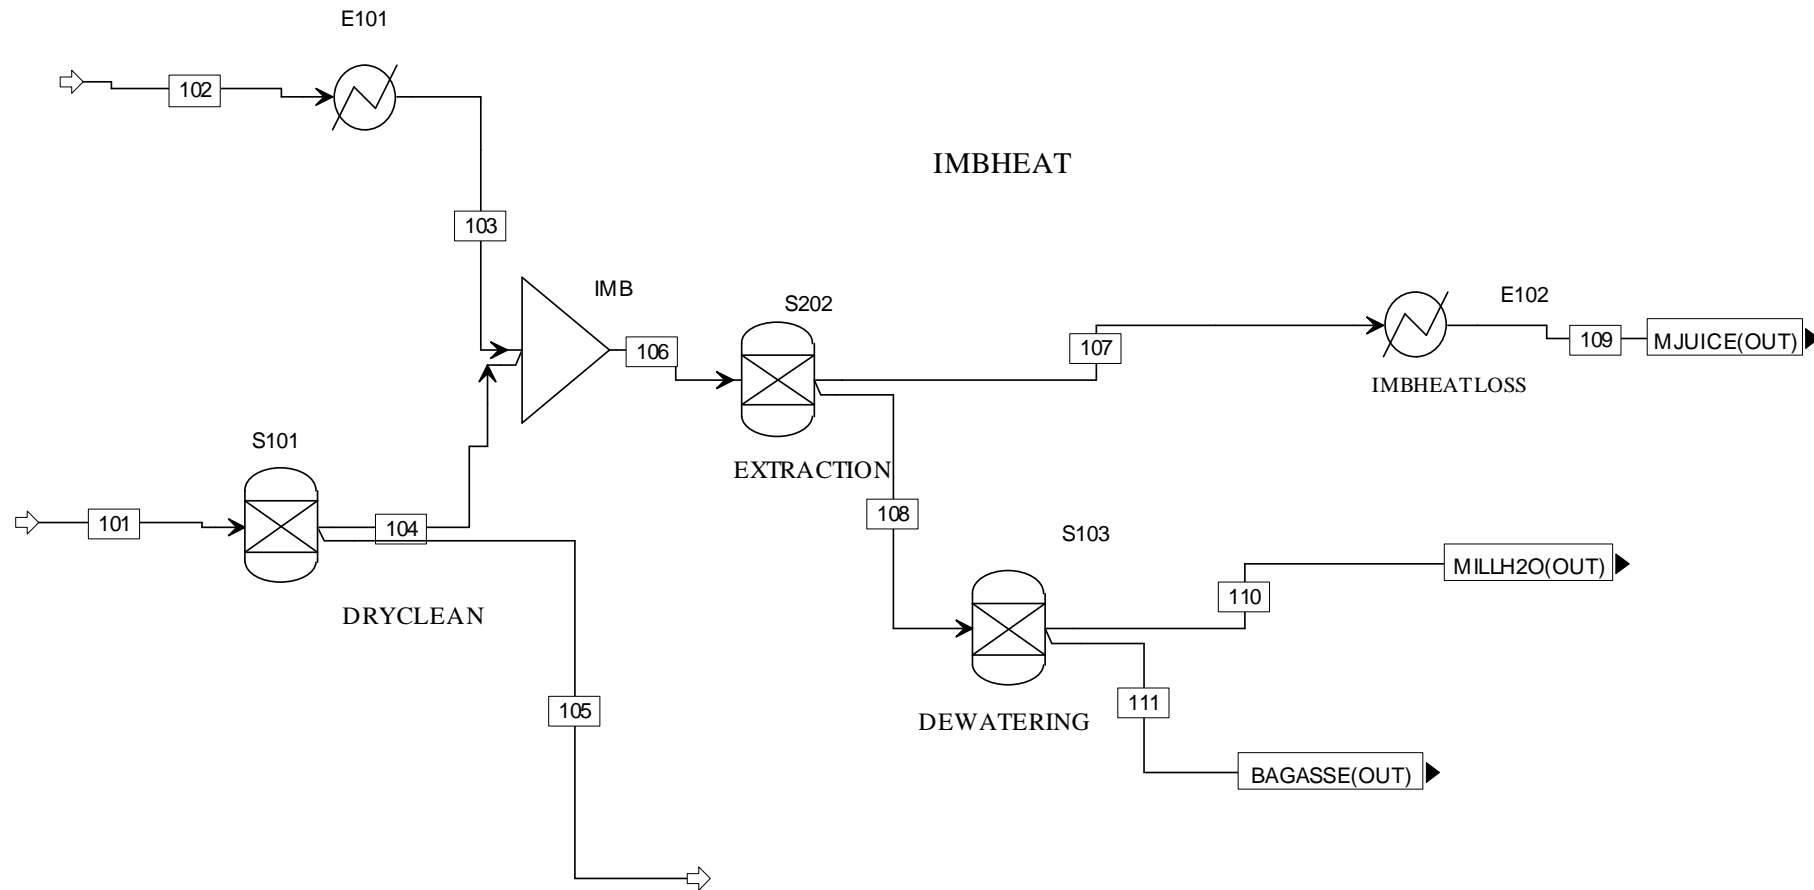 E101
102
IMBHEAT
103
IMB
S202
E102
106
107
109
MJUICE(OUT)
IMBHEATLOSS
S101
EXTRACTION
101
104
108
S103
MILLH2O(OUT)
110
DRYCLEAN
105
111
DEWATERING
BAGASSE(OUT)